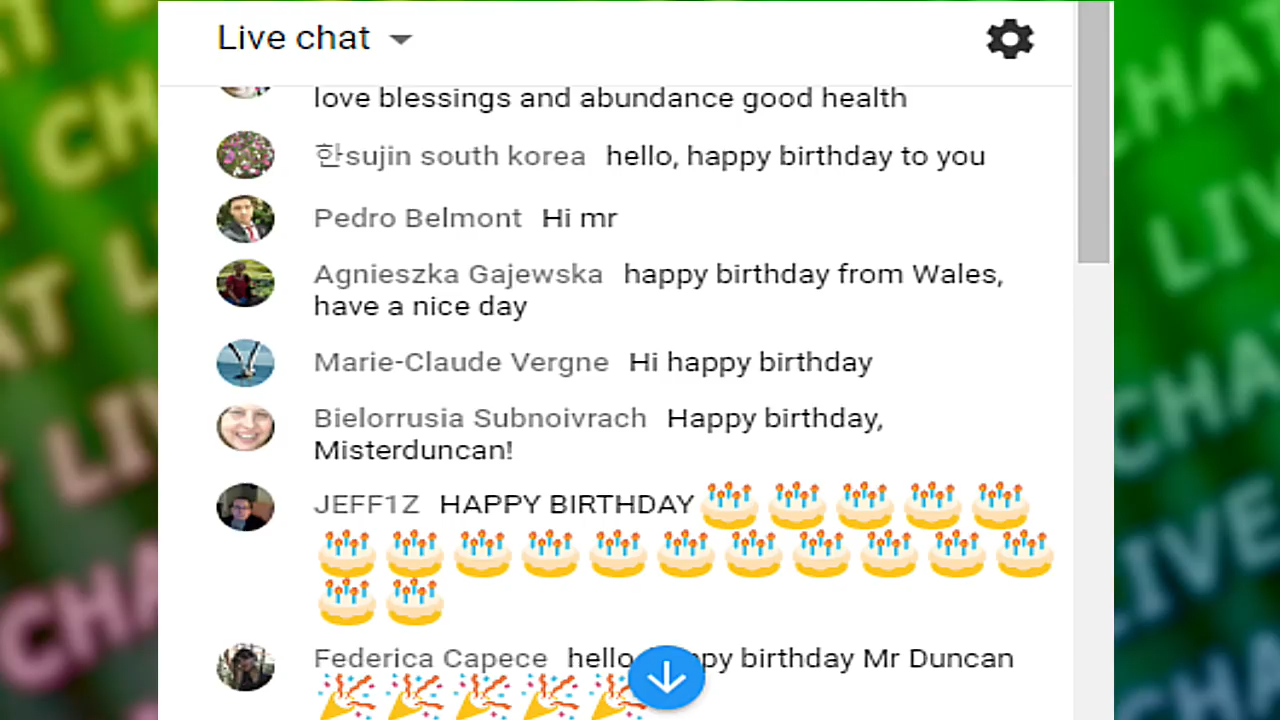 Live chat
love blessings and abundance good health
한sujin south korea hello, happy birthday to you
Pedro Belmont Hi mr
Agnieszka Gajewska happy birthday from Wales,
have a nice day
Marie-Claude Vergne Hi happy birthday
Bielorrusia Subnoivrach Happy birthday,
Misterduncan!
JEFF1Z HAPPY BIRTHDAY🎂🎂🎂🎂🎂
🎂🎂🎂🎂🎂🎂🎂🎂🎂🎂🎂
🎂🎂
Federica Capece hello birthday Mr Duncan
🎉🎉🎉🎉🎉